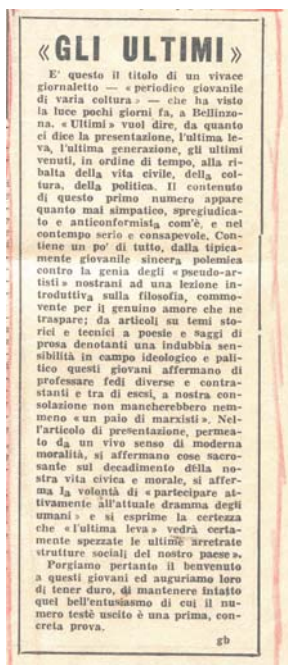 «GLI ULTIMI»
E' questo il titolo di un vivace
giornaletto — «periodico giovanile
di varia coltura» — che ha visto
la luce pochi giorni fa, a Bellinzo-
na. «Ultimi» vuol dire, da quanto
ci dice la presentazione, l'ultima le-
va, l'ultima generazione, gli ultimi
venuti, in ordine di tempo, alla ri-
balta della vita civile, della col-
tura, della politica. Il contenuto
di questo primo numero appare
quanto mai simpatico, spregiudica-
to e anticonformista com'è, e nel
contempo serio e consapevole. Con-
tiene un po' di tutto, dalla tipica-
mente giovanile sincera polemica
contro la genia degli «pseudo-ar-
tisti» nostrani ad una lezione in-
troduttiva sulla filosofia, commo-
vente per il genuino amore che ne
traspare; da articoli su temi sto-
rici e tecnici a poesie e saggi di
prosa denotanti una indubbia sen-
sibilità in campo ideologico e pali-
tico questi giovani affermano di
professare fedi diverse e contra-
stanti e tra di escsi, a nostra con-
solazione non mancherebbero nem-
meno «un paio di marxisti». Nel-
l'articolo di presentazione, permea-
to da un vivo senso di moderna
moralità, si affermano cose sacro-
sante sul decadimento della no-
stra vita civica e morale, si affer-
ma la volontà di «partecipare at-
tivamente all'attuale dramma degli
umani» e si esprime la certezza
che «l'ultima leva» vedrà certa-
mente spezzate le ultime arretrate
strutture sociali del nostro paese».
Porgiamo pertanto il benvenuto
a questi giovani ed auguriamo loro
di tener duro, di mantenere intatto
quel bell'entusiasmo di cui il nu-
mero testè uscito è una prima, con-
creta prova.
gb